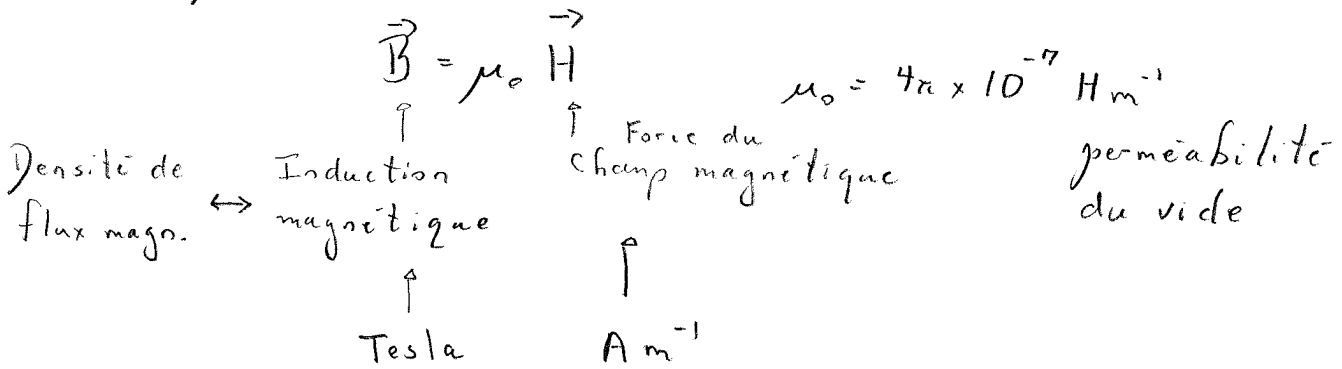 B⃗ = μ₀ H⃗
μ₀ = 4π × 10⁻⁷ H m⁻¹
Densité de
flux magn.
↔
Induction
magnétique
Force du
champ magnétique
perméabilité
du vide
Tesla
A m⁻¹